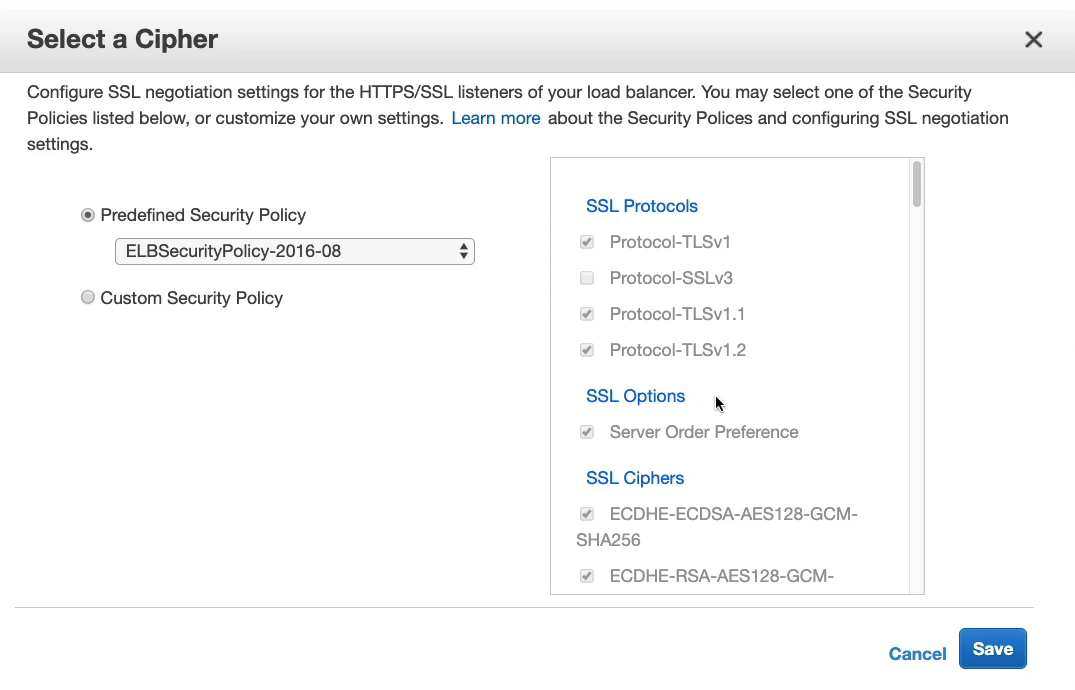 Select a Cipher
Configure SSL negotiation settings for the HTTPS/SSL listeners of your load balancer. You may select one of the Security
Policies listed below, or customize your own settings. Learn more about the Security Polices and configuring SSL negotiation
settings.
Predefined Security Policy
ELBSecurityPolicy-2016-08
Custom Security Policy
SSL Protocols
Protocol-TLSv1
Protocol-SSLv3
Protocol-TLSv1.1
Protocol-TLSv1.2
SSL Options
Server Order Preference
SSL Ciphers
ECDHE-ECDSA-AES128-GCM-
SHA256
ECDHE-RSA-AES128-GCM-
Cancel
Save